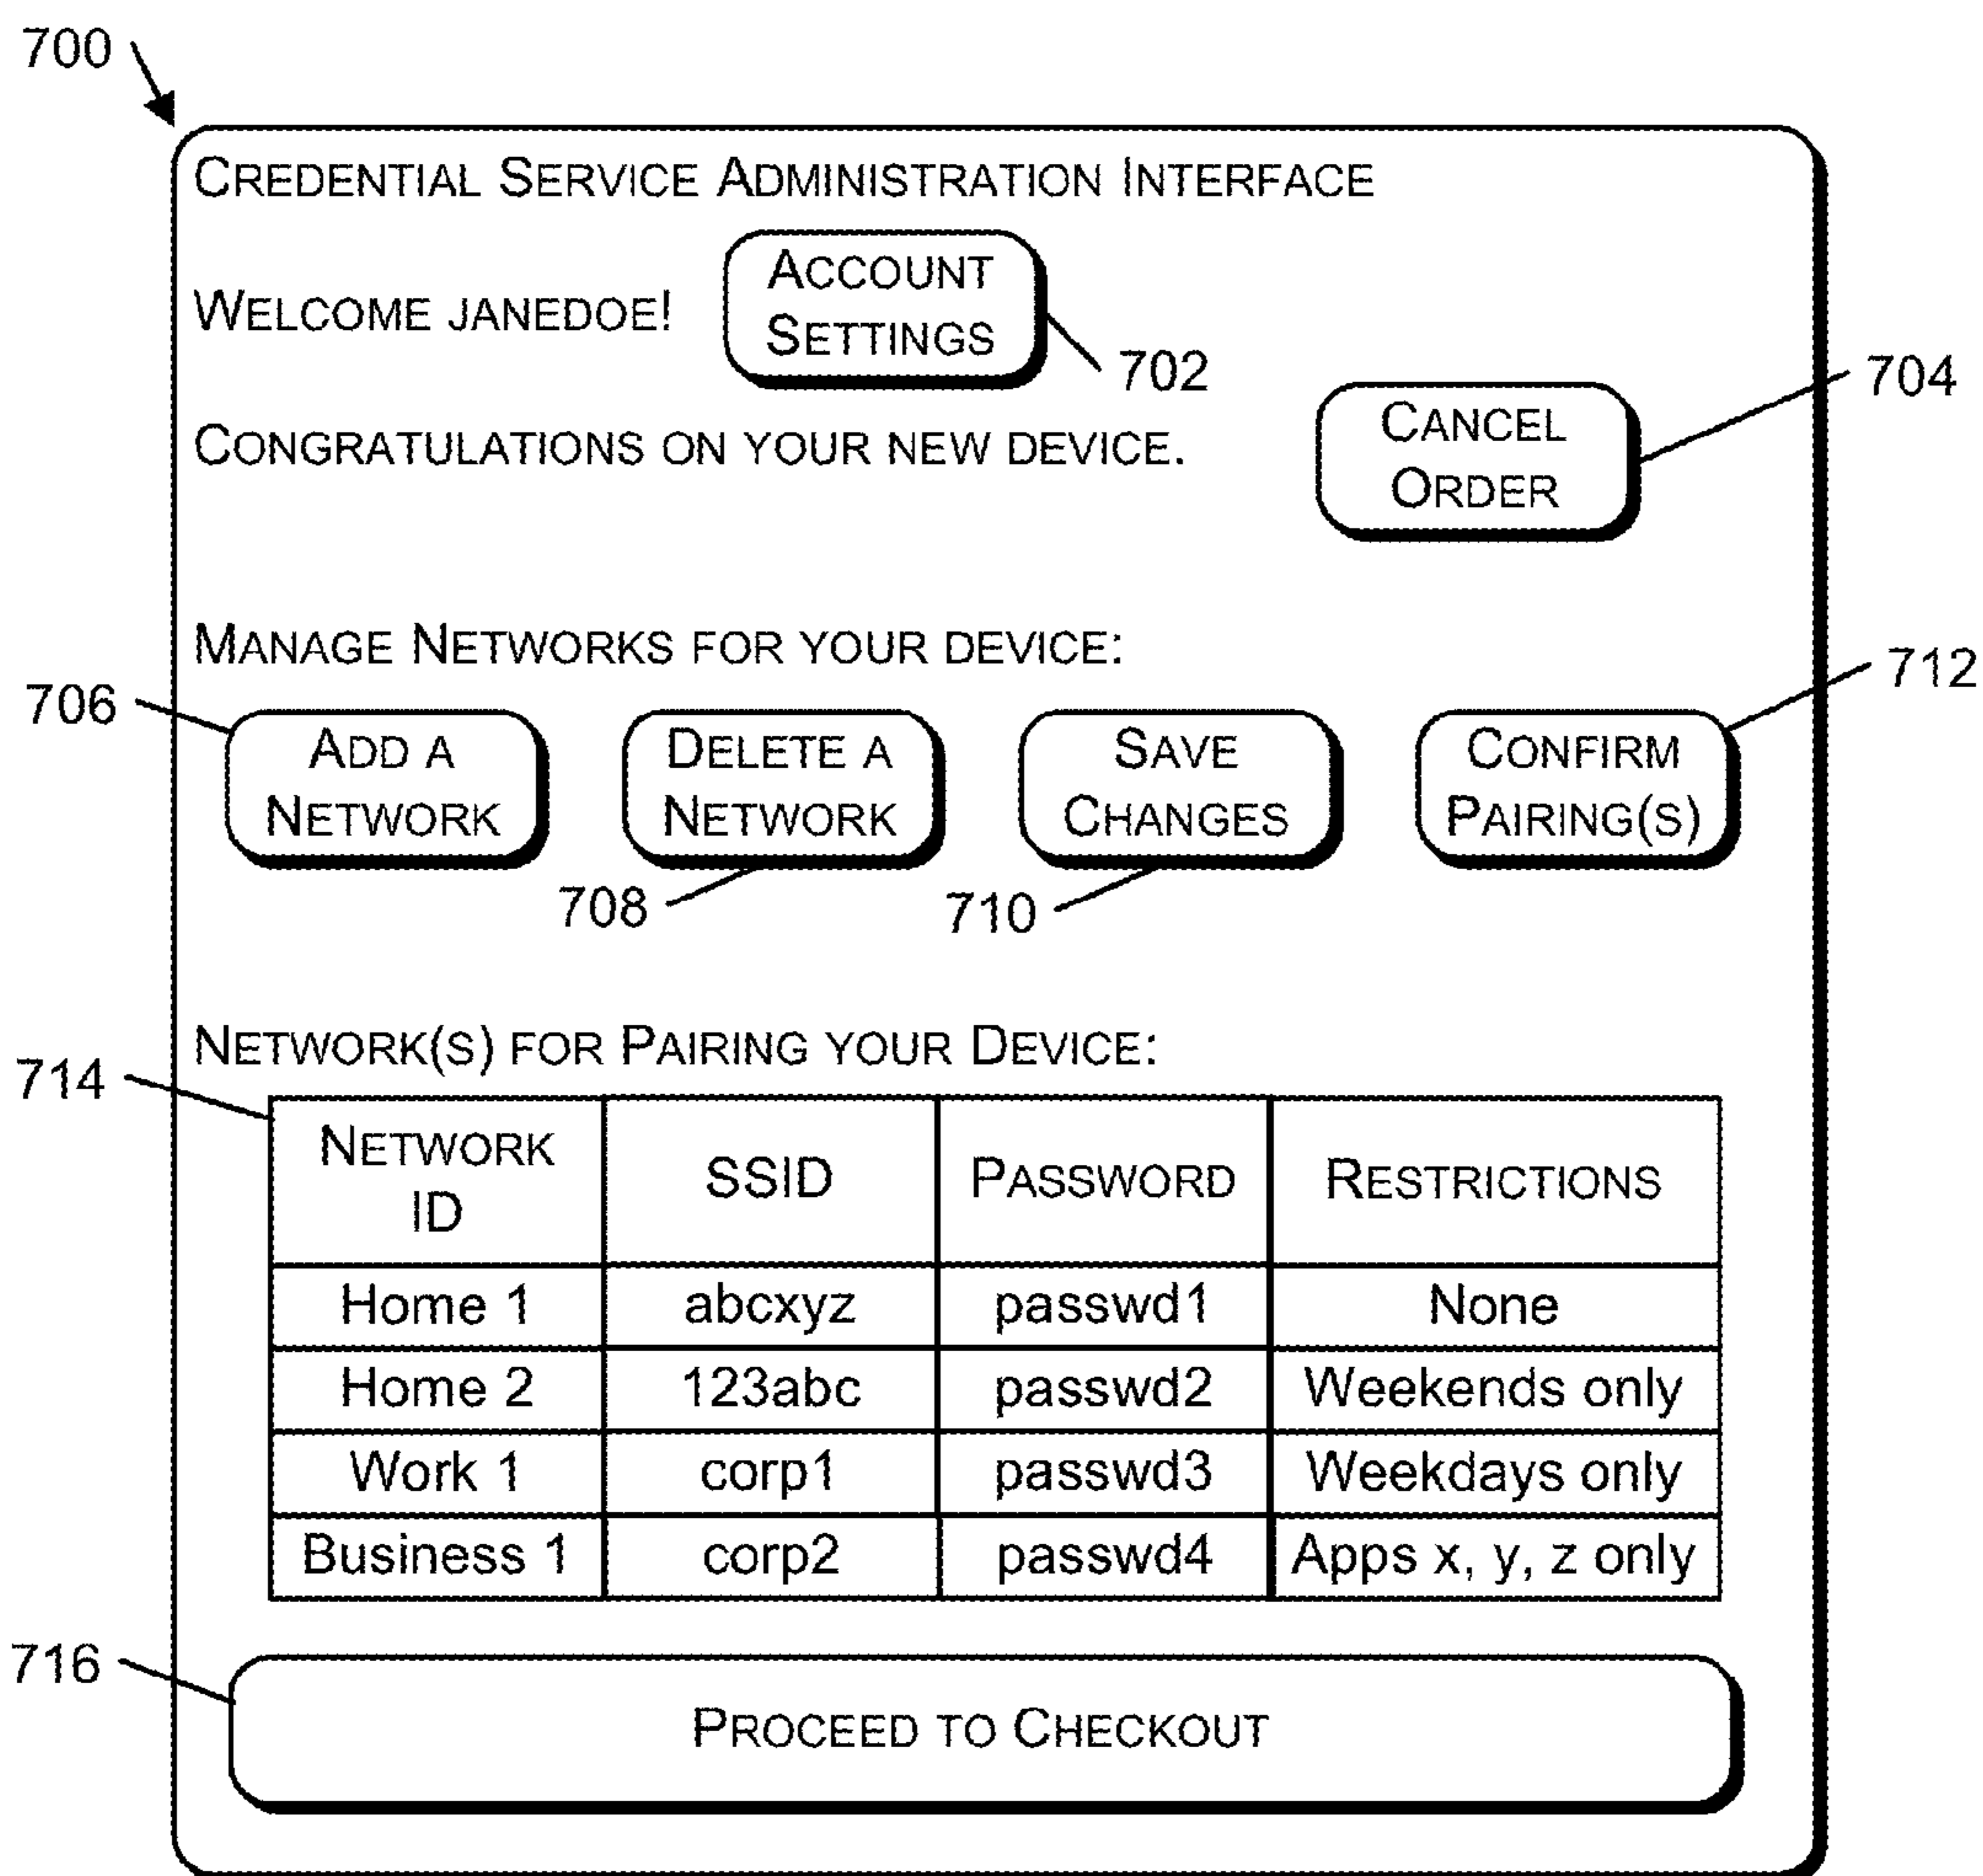 700
CREDENTIAL SERVICE ADMINISTRATION INTERFACE
WELCOME JANEDOE!
ACCOUNT
SETTINGS
702
704
CONGRATULATIONS ON YOUR NEW DEVICE.
CANCEL
ORDER
MANAGE NETWORKS FOR YOUR DEVICE:
712
706
ADD A
NETWORK
DELETE A
NETWORK
SAVE
CHANGES
CONFIRM
PAIRING(S)
708
710
NETWORK(S) FOR PAIRING YOUR DEVICE:
714
NETWORK
ID
SSID
PASSWORD
RESTRICTIONS
Home 1 abcxyz passwd1 None
Home 2 123abc passwd2 Weekends only
Work 1 corp1 passwd3 Weekdays only
Business 1 corp2 passwd4 Apps x, y, z only
716
PROCEED TO CHECKOUT